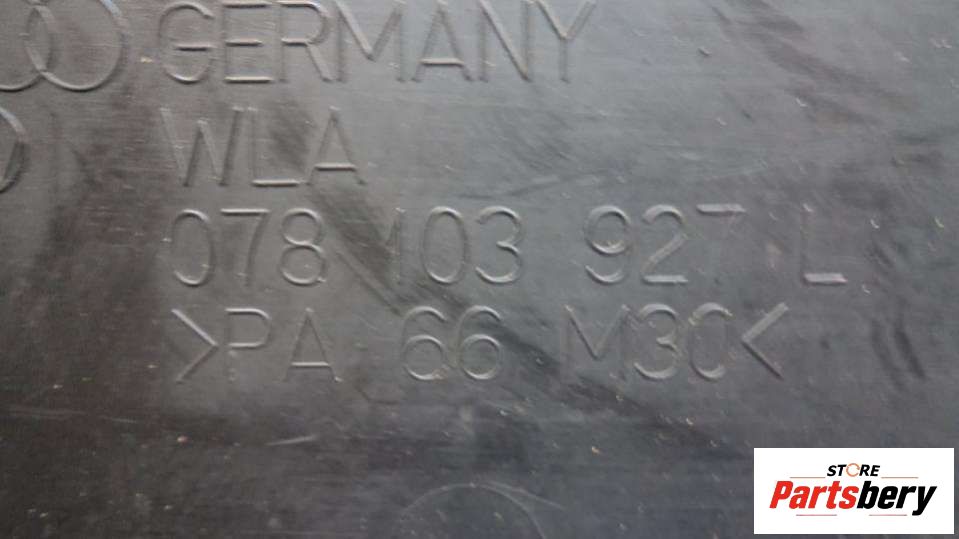 GERMANY
WLA
078 103 927 L
>PA 66 M30<
STORE
Partsbery